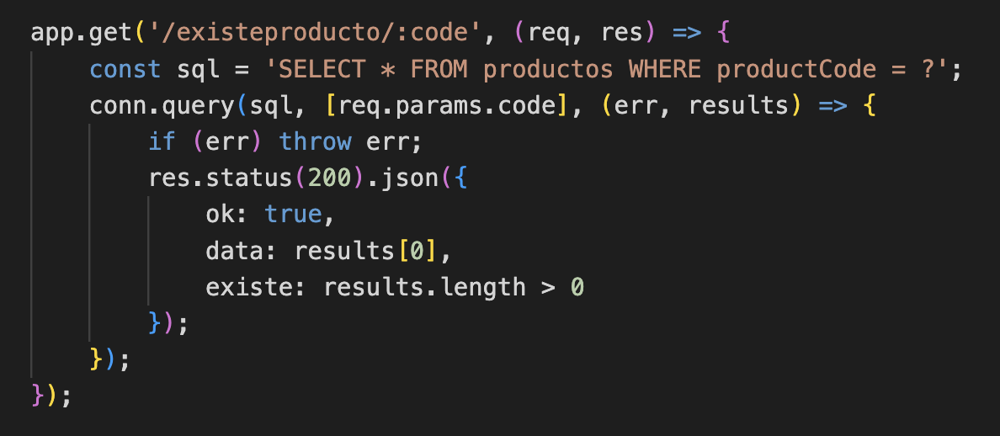 app.get('/existeproducto/:code', (req, res) => {
    const sql = 'SELECT * FROM productos WHERE productCode = ?';
    conn.query(sql, [req.params.code], (err, results) => {
        if (err) throw err;
        res.status(200).json({
            ok: true,
            data: results[0],
            existe: results.length > 0
        });
    });
});